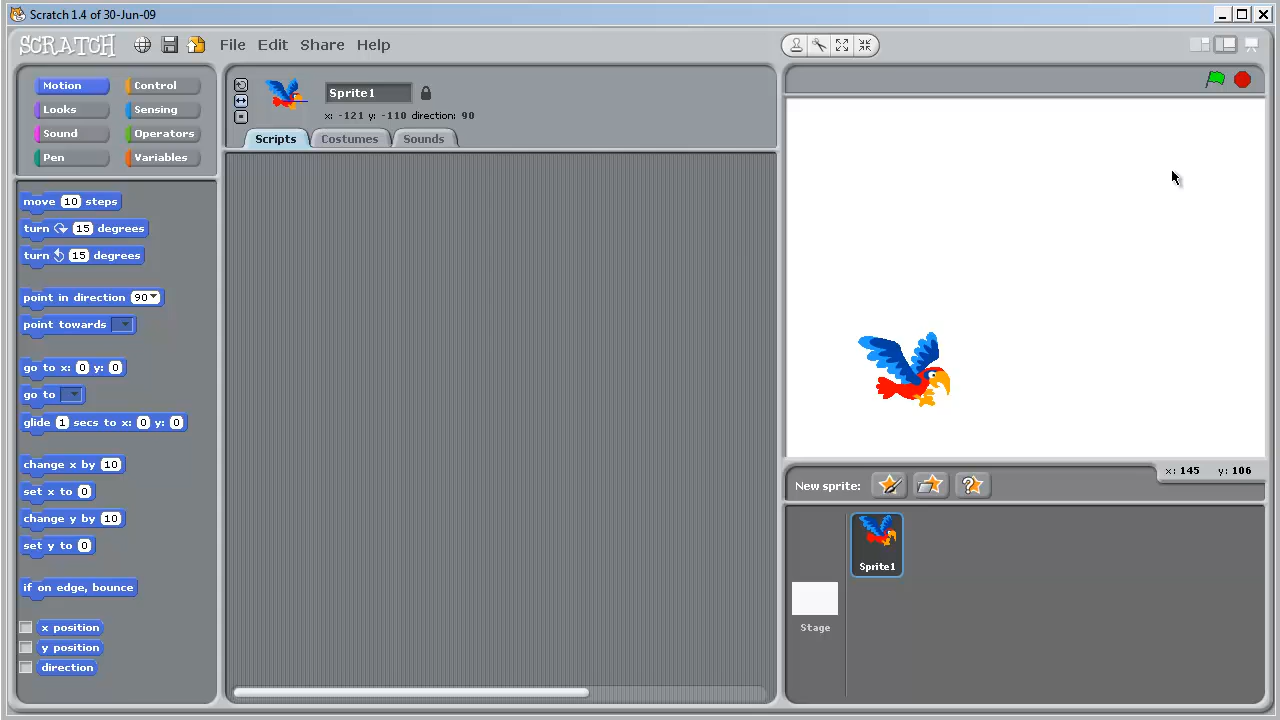 Scratch 1.4 of 30-Jun-09
SCRATCH File Edit Share Help
Motion Control
Looks Sensing
Sound Operators
Pen Variables
Sprite1
x: -121 y: -110 direction: 90
Scripts Costumes Sounds
move 10 steps
turn 15 degrees
turn 15 degrees
point in direction 90
point towards
go to x: 0 y: 0
go to
glide 1 secs to x: 0 y: 0
change x by 10
set x to 0
change y by 10
set y to 0
if on edge, bounce
x position
y position
direction
x: 145 y: 106
New sprite:
Sprite1
Stage